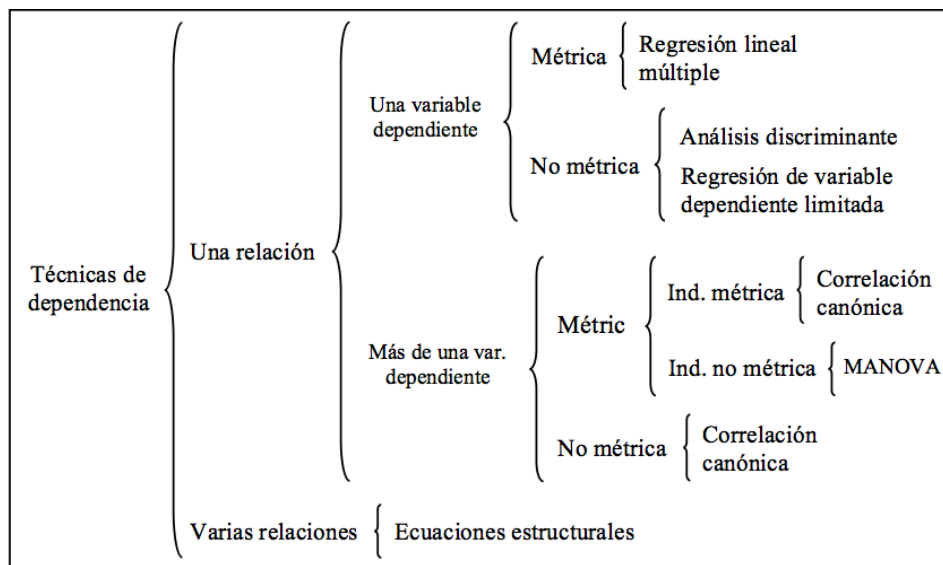 Técnicas de
dependencia
Una relación
Una variable
dependiente
Métrica
Regresión lineal
múltiple
No métrica
Análisis discriminante
Regresión de variable
dependiente limitada
Más de una var.
dependiente
Métric
Ind. métrica
Correlación
canónica
Ind. no métrica
MANOVA
No métrica
Correlación
canónica
Varias relaciones
Ecuaciones estructurales